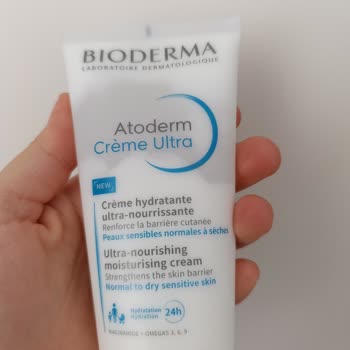 BIODERMA
LABORATOIRE DERMATOLOGIQUE
Atoderm
Crème Ultra
NEW
Crème hydratante
ultra-nourrissante
Renforce la barrière cutanée
Peaux sensibles normales à sèches
Ultra-nourishing
moisturising cream
Strengthens the skin barrier
Normal to dry sensitive skin
Hydratation
Hydration
24h
NIACINAMIDE + OMEGAS 3, 6, 9